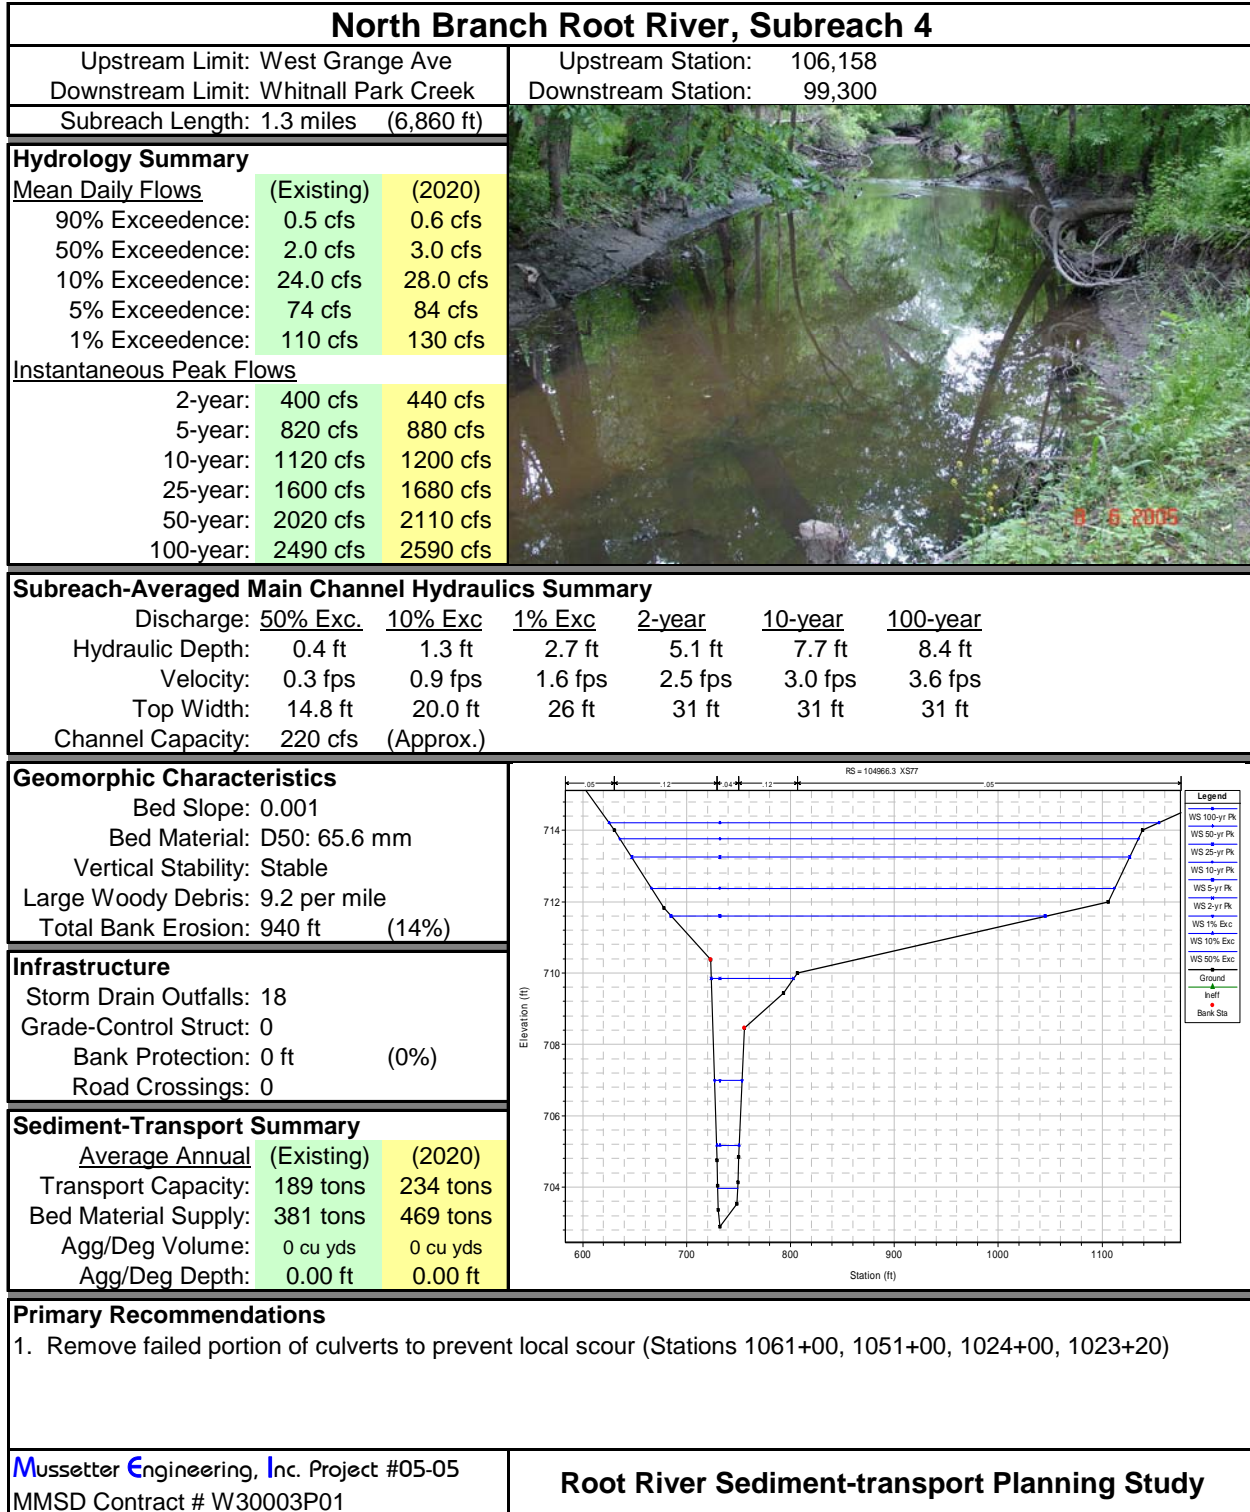 North Branch Root River, Subreach 4
Upstream Limit: West Grange Ave
Upstream Station: 106,158
Downstream Limit: Whitnall Park Creek
Downstream Station: 99,300
Subreach Length: 1.3 miles (6,860 ft)
Hydrology Summary
Mean Daily Flows (Existing) (2020)
90% Exceedence: 0.5 cfs 0.6 cfs
50% Exceedence: 2.0 cfs 3.0 cfs
10% Exceedence: 24.0 cfs 28.0 cfs
5% Exceedence: 74 cfs 84 cfs
1% Exceedence: 110 cfs 130 cfs
Instantaneous Peak Flows
2-year: 400 cfs 440 cfs
5-year: 820 cfs 880 cfs
10-year: 1120 cfs 1200 cfs
25-year: 1600 cfs 1680 cfs
50-year: 2020 cfs 2110 cfs
100-year: 2490 cfs 2590 cfs
6 2005
Subreach-Averaged Main Channel Hydraulics Summary
Discharge: 50% Exc. 10% Exc 1% Exc 2-year 10-year 100-year
Hydraulic Depth: 0.4 ft 1.3 ft 2.7 ft 5.1 ft 7.7 ft 8.4 ft
Velocity: 0.3 fps 0.9 fps 1.6 fps 2.5 fps 3.0 fps 3.6 fps
Top Width: 14.8 ft 20.0 ft 26 ft 31 ft 31 ft 31 ft
Channel Capacity: 220 cfs (Approx.)
Geomorphic Characteristics
Bed Slope: 0.001
Bed Material: D50: 65.6 mm
Vertical Stability: Stable
Large Woody Debris: 9.2 per mile
Total Bank Erosion: 940 ft (14%)
Infrastructure
Storm Drain Outfalls: 18
Grade-Control Struct: 0
Bank Protection: 0 ft (0%)
Road Crossings: 0
Sediment-Transport Summary
Average Annual (Existing) (2020)
Transport Capacity: 189 tons 234 tons
Bed Material Supply: 381 tons 469 tons
Agg/Deg Volume: 0 cu yds 0 cu yds
Agg/Deg Depth: 0.00 ft 0.00 ft
RS = 104966.3 XS77
.05 .12 .04 .12 .05
714
712
710
708
706
704
Elevation (ft)
600 700 800 900 1000 1100
Station (ft)
Legend
WS 100-yr Pk
WS 50-yr Pk
WS 25-yr Pk
WS 10-yr Pk
WS 5-yr Pk
WS 2-yr Pk
WS 1% Exc
WS 10% Exc
WS 50% Exc
Ground
Ineff
Bank Sta
Primary Recommendations
1. Remove failed portion of culverts to prevent local scour (Stations 1061+00, 1051+00, 1024+00, 1023+20)
Mussetter Engineering, Inc. Project #05-05
MMSD Contract # W30003P01
Root River Sediment-transport Planning Study